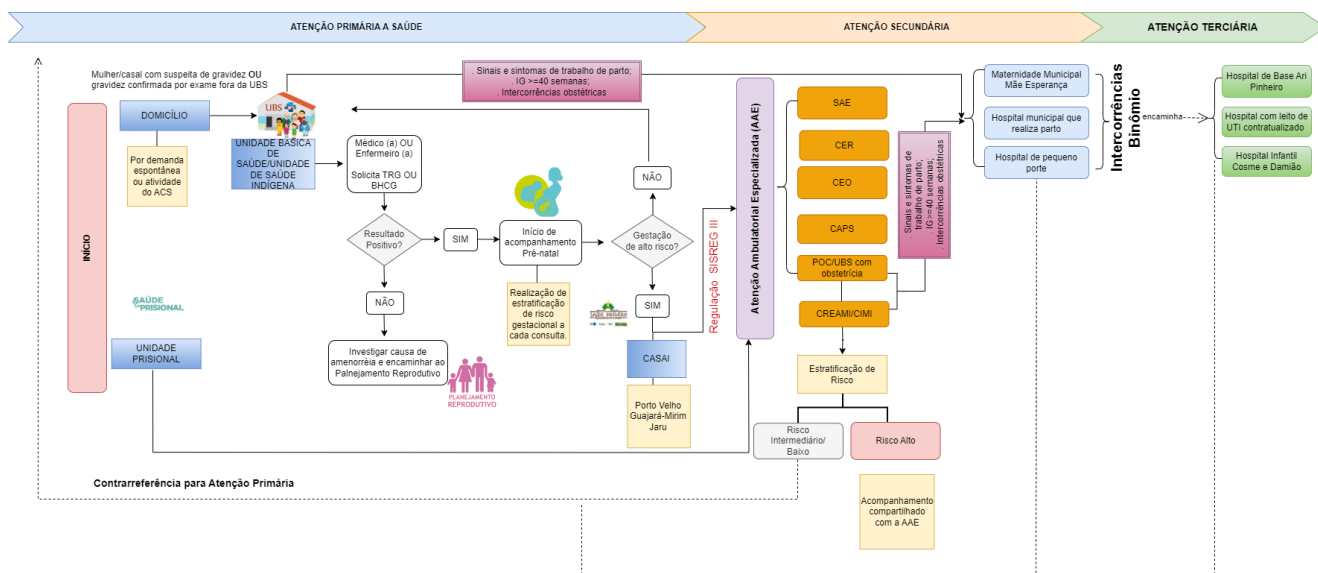 ATENÇÃO PRIMÁRIA A SAÚDE
ATENÇÃO SECUNDÁRIA
ATENÇÃO TERCIÁRIA
Mulher/casal com suspeita de gravidez OU
gravidez confirmada por exame fora da UBS
INÍCIO
DOMICÍLIO
Por demanda
espontânea
ou atividade
do ACS
UBS
UNIDADE BÁSICA
DE
SAÚDE/UNIDADE
DE SAÚDE
INDÍGENA
. Sinais e sintomas de trabalho de parto;
. IG >=40 semanas;
. Intercorrências obstétricas
Médico (a) OU
Enfermeiro (a)
Solicita TRG OU
BHCG
Resultado
Positivo?
SIM
NÃO
Investigar causa de
amenorréia e encaminhar ao
Palnejamento Reprodutivo
PLANEJAMENTO
REPRODUTIVO
Início de
acompanhamento
Pré-natal
Realização de
estratificação
de risco
gestacional a
cada consulta.
Gestação
de alto risco?
NÃO
SIM
CASAI
Porto Velho
Guajará-Mirim
Jaru
SAÚDE
PRISIONAL
UNIDADE
PRISIONAL
Regulação SISREG III
Atenção Ambulatorial Especializada (AAE)
SAE
CER
CEO
CAPS
POC/UBS com
obstetrícia
CREAMI/CIMI
Estratificação de
Risco
Risco
Intermediário/
Baixo
Risco Alto
Acompanhamento
compartilhado
com a AAE
. Sinais e sintomas de
trabalho de parto;
. IG>=40 semanas;
. Intercorrências obstétricas
Maternidade Municipal
Mãe Esperança
Hospital municipal que
realiza parto
Hospital de pequeno
porte
Intercorrências
Binômio
encaminha
Hospital de Base Ari
Pinheiro
Hospital com leito de
UTI contratualizado
Hospital Infantil
Cosme e Damião
Contrarreferência para Atenção Primária